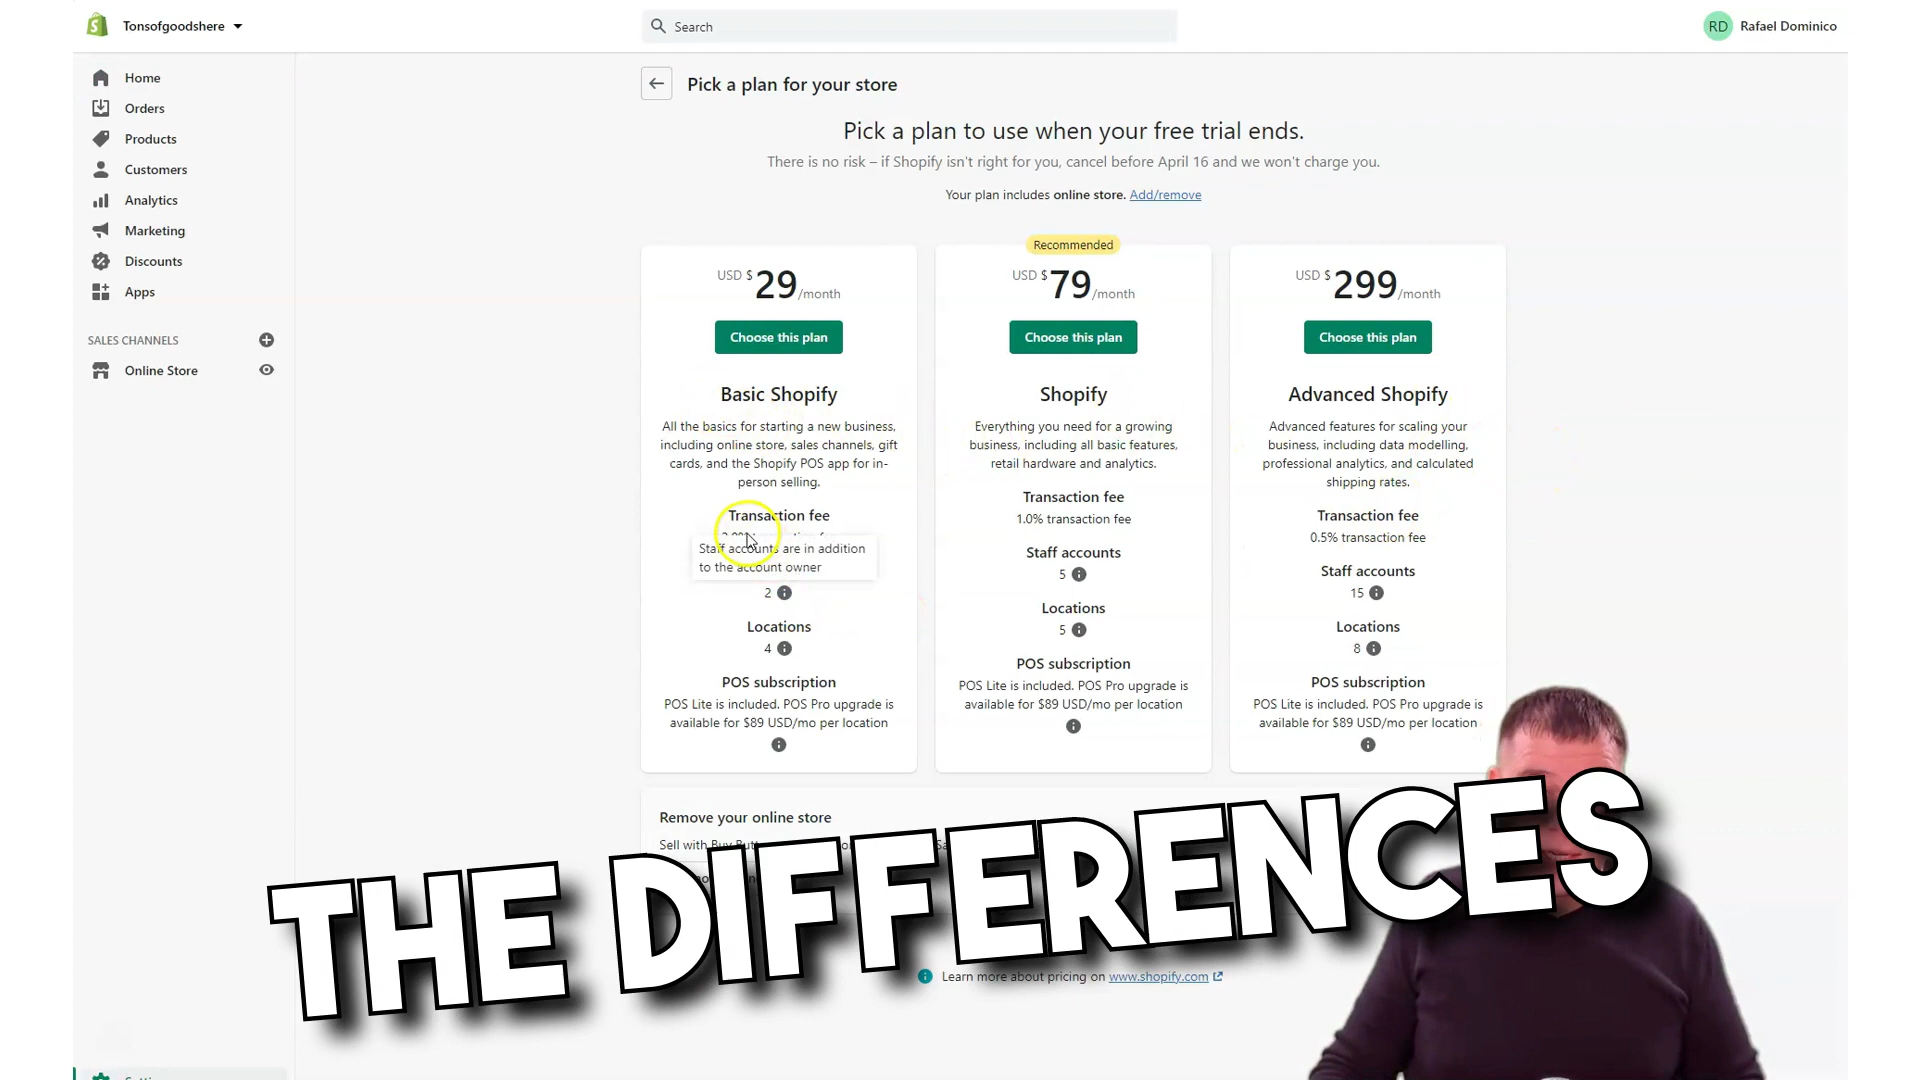 Tonsofgoodshere
Search
RD Rafael Dominico
Home
Orders
Products
Customers
Analytics
Marketing
Discounts
Apps
SALES CHANNELS
Online Store
Pick a plan for your store
Pick a plan to use when your free trial ends.
There is no risk – if Shopify isn't right for you, cancel before April 16 and we won't charge you.
Your plan includes online store. Add/remove
USD $ 29 /month
Choose this plan
Basic Shopify
All the basics for starting a new business,
including online store, sales channels, gift
cards, and the Shopify POS app for in-
person selling.
Transaction fee
Staff accounts are in addition
to the account owner
2
Locations
4
POS subscription
POS Lite is included. POS Pro upgrade is
available for $89 USD/mo per location
Recommended
USD $ 79 /month
Choose this plan
Shopify
Everything you need for a growing
business, including all basic features,
retail hardware and analytics.
Transaction fee
1.0% transaction fee
Staff accounts
5
Locations
5
POS subscription
POS Lite is included. POS Pro upgrade is
available for $89 USD/mo per location
USD $ 299 /month
Choose this plan
Advanced Shopify
Advanced features for scaling your
business, including data modelling,
professional analytics, and calculated
shipping rates.
Transaction fee
0.5% transaction fee
Staff accounts
15
Locations
8
POS subscription
POS Lite is included. POS Pro upgrade is
available for $89 USD/mo per location
Remove your online store
Sell with Buy
THE DIFFERENCES
Learn more about pricing on www.shopify.com